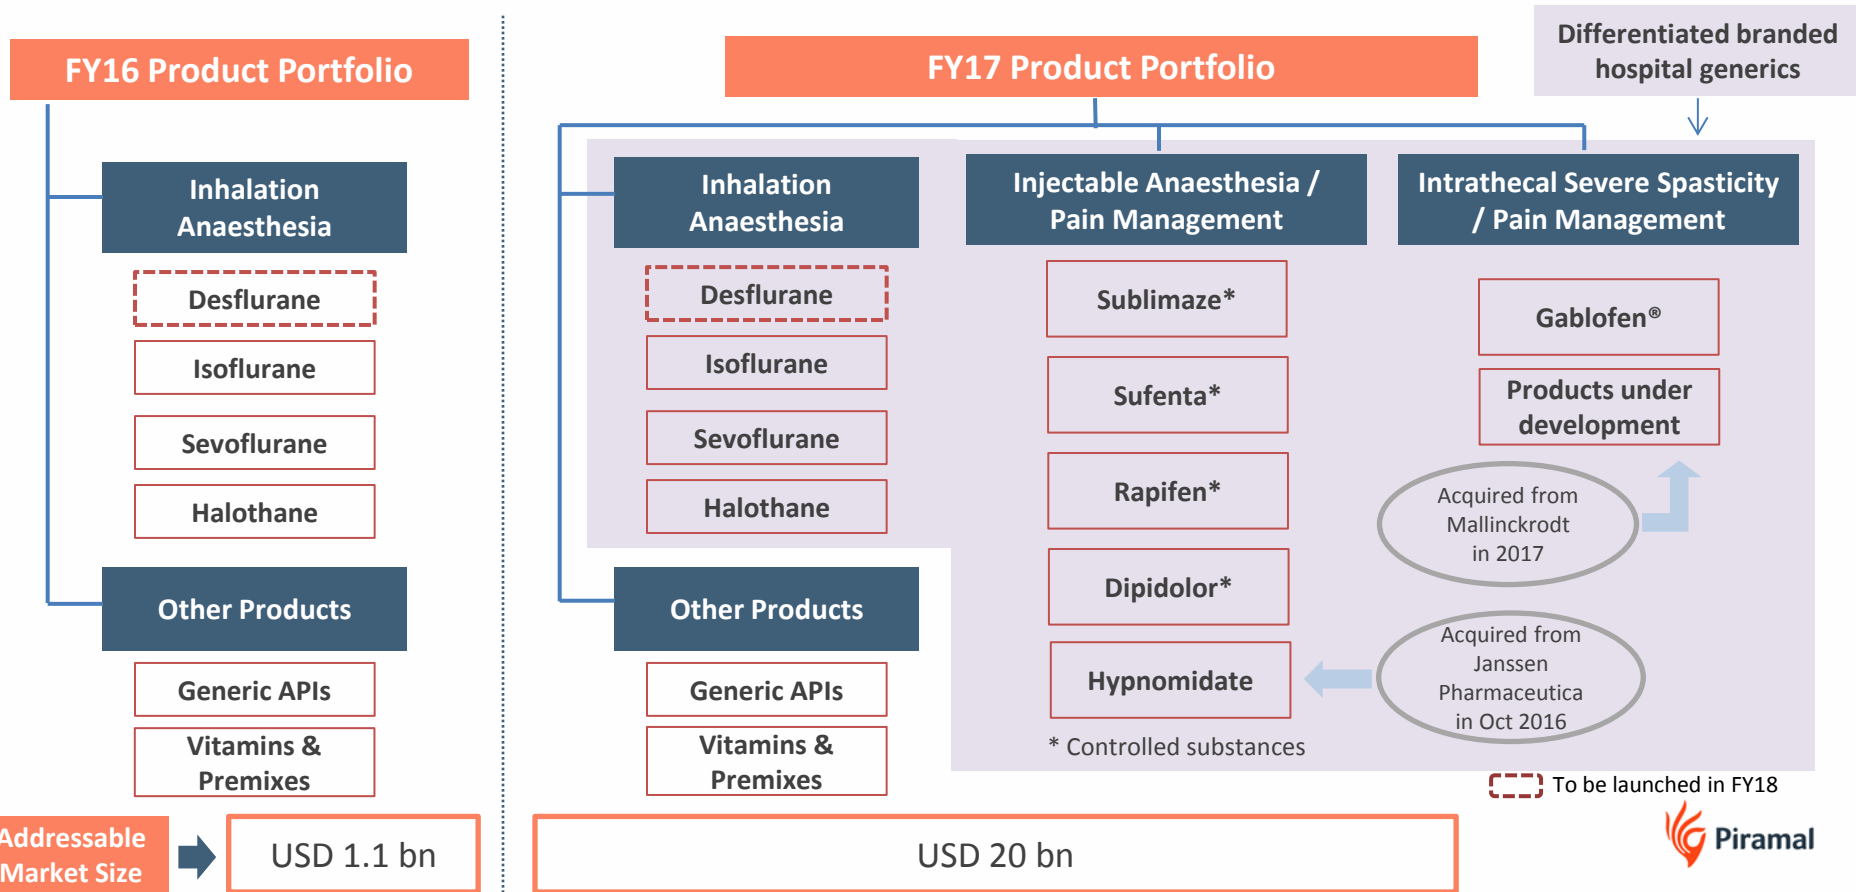 FY16 Product Portfolio
Inhalation
Anaesthesia
Desflurane
Isoflurane
Sevoflurane
Halothane
Other Products
Generic APIs
Vitamins &
Premixes
Addressable
Market Size
USD 1.1 bn
FY17 Product Portfolio
Differentiated branded
hospital generics
Inhalation
Anaesthesia
Desflurane
Isoflurane
Sevoflurane
Halothane
Other Products
Generic APIs
Vitamins &
Premixes
Injectable Anaesthesia /
Pain Management
Sublimaze*
Sufenta*
Rapifen*
Dipidolor*
Hypnomidate
* Controlled substances
Intrathecal Severe Spasticity
/ Pain Management
Gablofen®
Products under
development
Acquired from
Mallinckrodt
in 2017
Acquired from
Janssen
Pharmaceutica
in Oct 2016
To be launched in FY18
USD 20 bn
Piramal